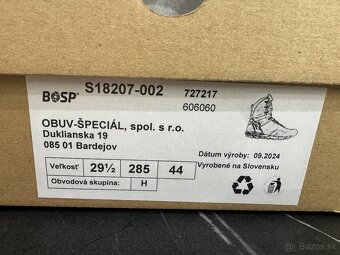 BOSP®
S18207-002
727217
606060
OBUV-ŠPECIÁL, spol. s r.o.
Duklianska 19
085 01 Bardejov
Dátum výroby: 09.2024
Vyrobené na Slovensku
Veľkosť 29½ 285 44
Obvodová skupina: H
bazos.sk